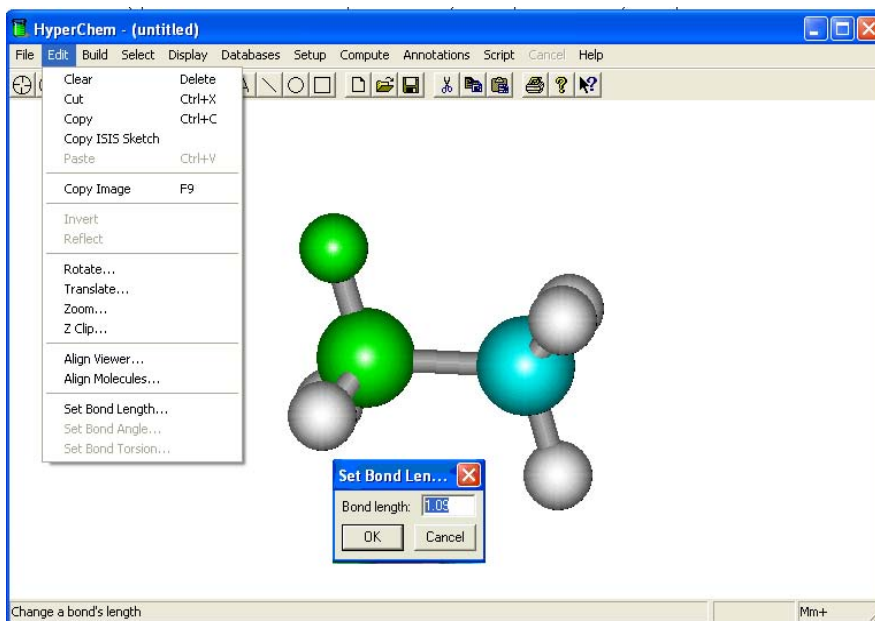 HyperChem - (untitled)
File Edit Build Select Display Databases Setup Compute Annotations Script Cancel Help
Clear Delete
Cut Ctrl+X
Copy Ctrl+C
Copy ISIS Sketch
Paste Ctrl+V
Copy Image F9
Invert
Reflect
Rotate...
Translate...
Zoom...
Z Clip...
Align Viewer...
Align Molecules...
Set Bond Length...
Set Bond Angle...
Set Bond Torsion...
Set Bond Len...
Bond length: 1.09
OK Cancel
Change a bond's length Mm+